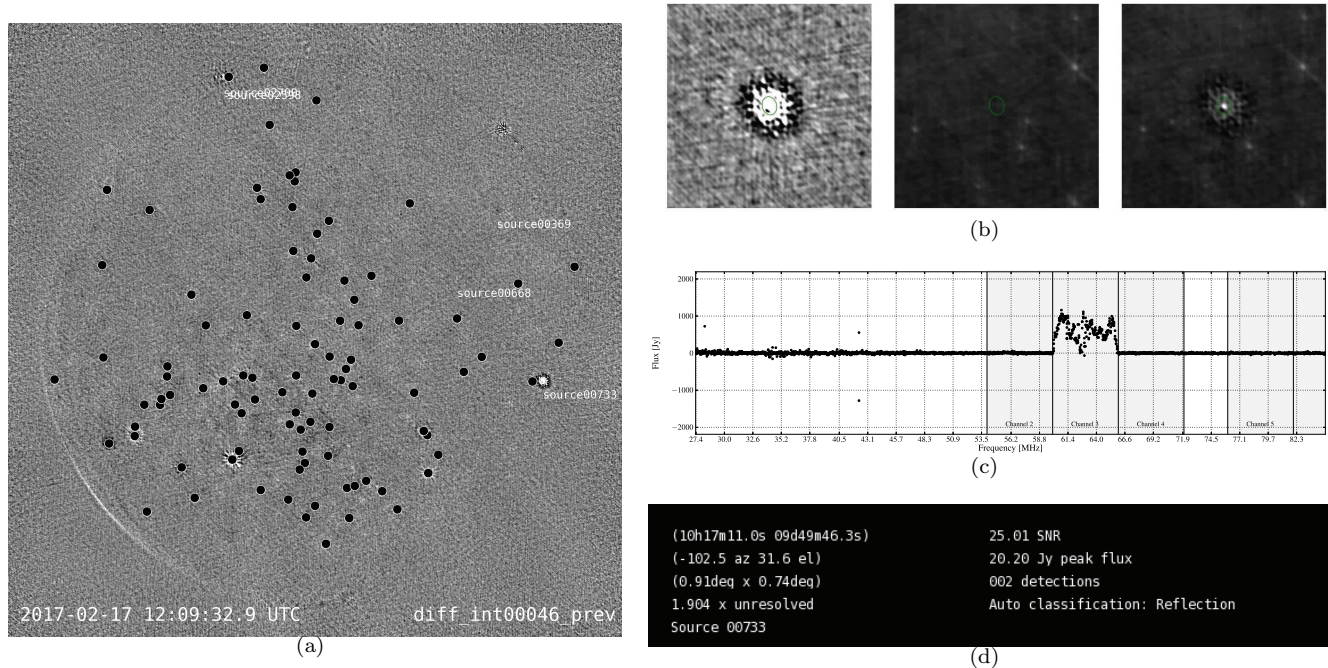 source02598
source00369
source00668
source00733
2017-02-17 12:09:32.9 UTC
diff_int00046_prev
(a)
(b)
2000
1000
0
−1000
−2000
Flux [Jy]
Channel 2
Channel 3
Channel 4
Channel 5
27.4 30.0 32.6 35.2 37.8 40.5 43.1 45.7 48.3 50.9 53.5 56.2 58.8 61.4 64.0 66.6 69.2 71.9 74.5 77.1 79.7 82.3
Frequency [MHz]
(c)
(10h17m11.0s 09d49m46.3s)
(-102.5 az 31.6 el)
(0.91deg x 0.74deg)
1.904 x unresolved
Source 00733
25.01 SNR
20.20 Jy peak flux
002 detections
Auto classification: Reflection
(d)